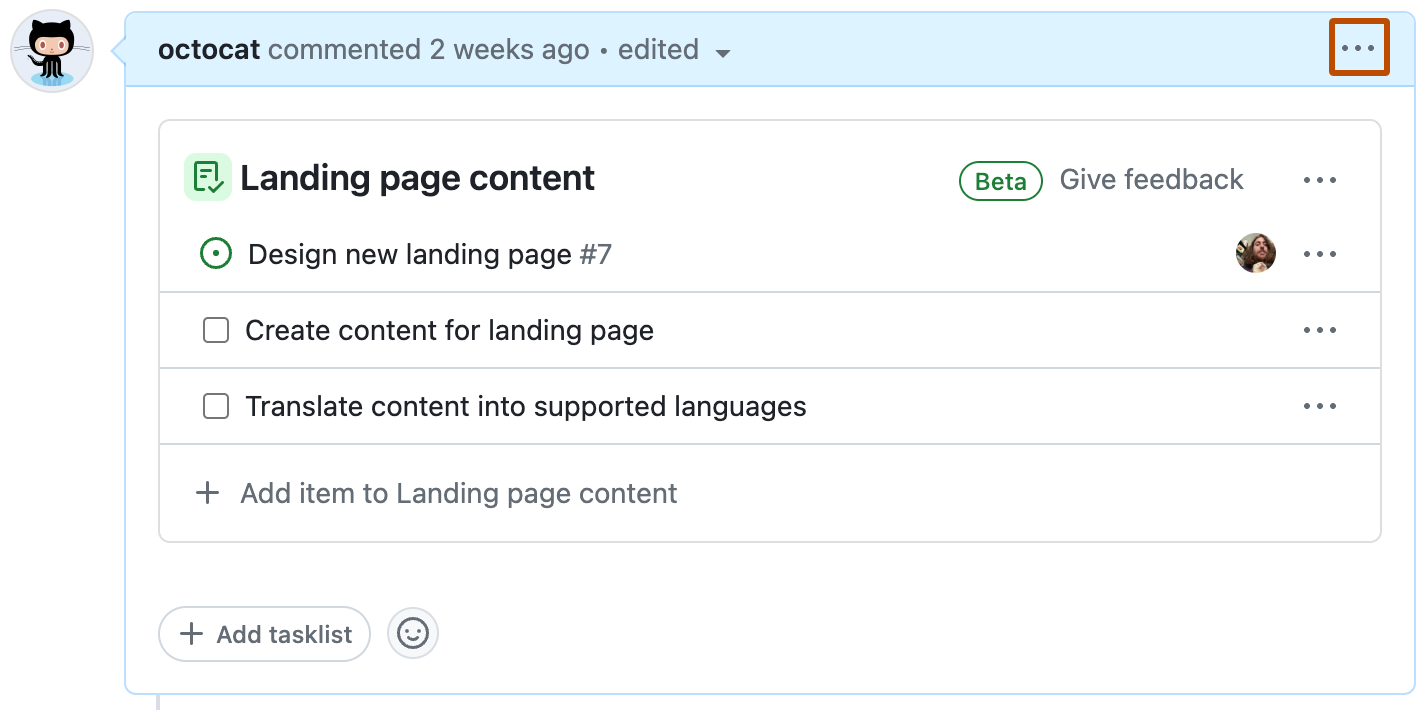 octocat commented 2 weeks ago • edited
Landing page content Beta Give feedback
Design new landing page #7
Create content for landing page
Translate content into supported languages
Add item to Landing page content
Add tasklist